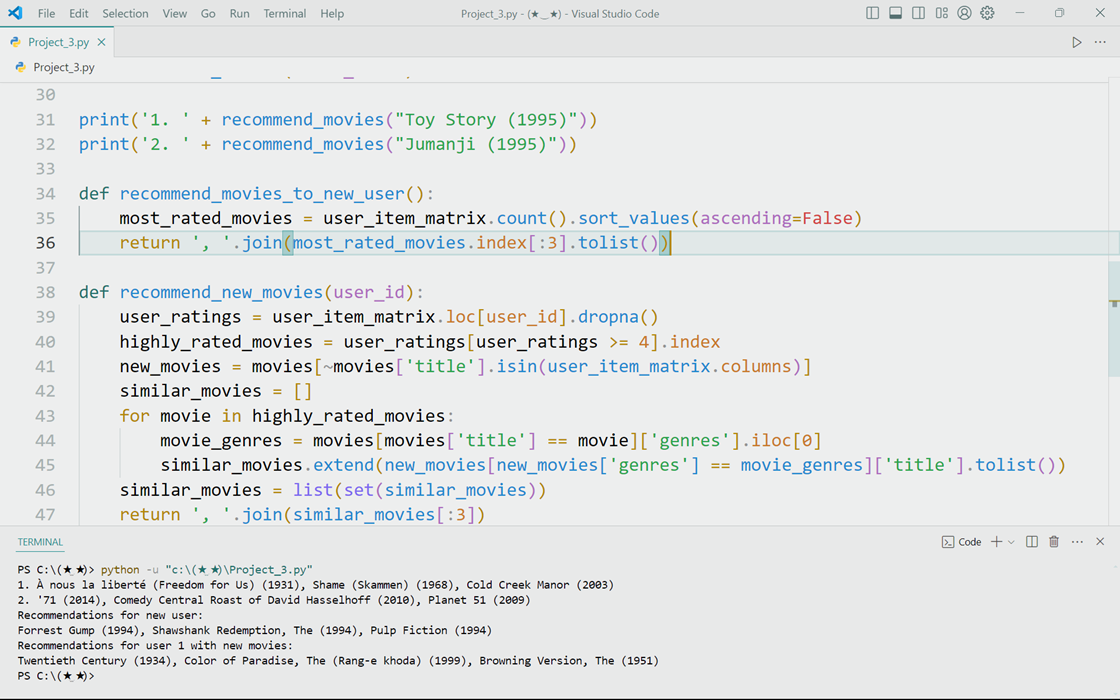 File Edit Selection View Go Run Terminal Help Project_3.py - (★‿★) - Visual Studio Code
Project_3.py
Project_3.py
30
31 print('1. ' + recommend_movies("Toy Story (1995)"))
32 print('2. ' + recommend_movies("Jumanji (1995)"))
33
34 def recommend_movies_to_new_user():
35 most_rated_movies = user_item_matrix.count().sort_values(ascending=False)
36 return ', '.join(most_rated_movies.index[:3].tolist())
37
38 def recommend_new_movies(user_id):
39 user_ratings = user_item_matrix.loc[user_id].dropna()
40 highly_rated_movies = user_ratings[user_ratings >= 4].index
41 new_movies = movies[~movies['title'].isin(user_item_matrix.columns)]
42 similar_movies = []
43 for movie in highly_rated_movies:
44 movie_genres = movies[movies['title'] == movie]['genres'].iloc[0]
45 similar_movies.extend(new_movies[new_movies['genres'] == movie_genres]['title'].tolist())
46 similar_movies = list(set(similar_movies))
47 return ', '.join(similar_movies[:3])
TERMINAL Code
PS C:\(★‿★)> python -u "c:\(★‿★)\Project_3.py"
1. À nous la liberté (Freedom for Us) (1931), Shame (Skammen) (1968), Cold Creek Manor (2003)
2. '71 (2014), Comedy Central Roast of David Hasselhoff (2010), Planet 51 (2009)
Recommendations for new user:
Forrest Gump (1994), Shawshank Redemption, The (1994), Pulp Fiction (1994)
Recommendations for user 1 with new movies:
Twentieth Century (1934), Color of Paradise, The (Rang-e khoda) (1999), Browning Version, The (1951)
PS C:\(★‿★)>